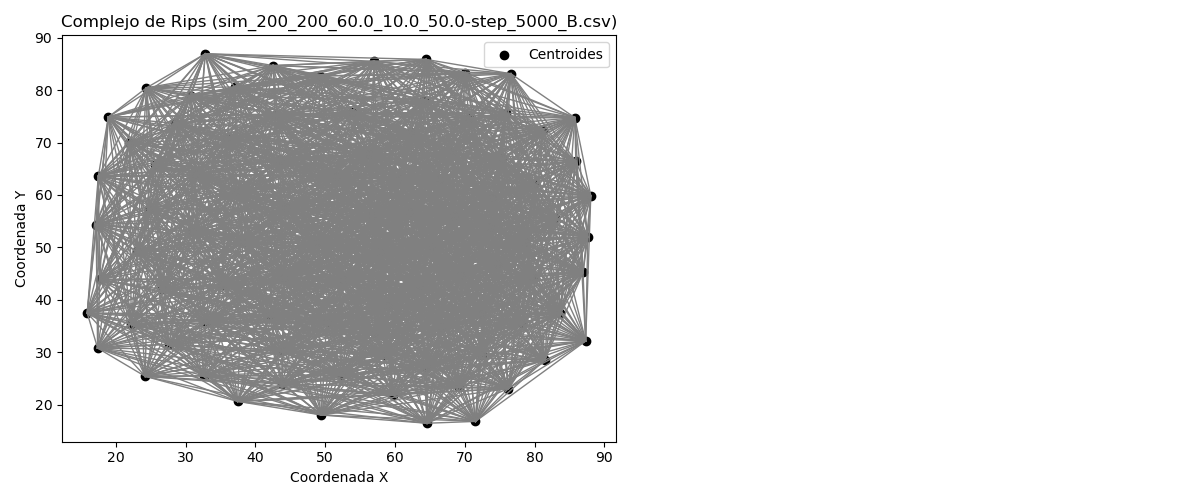 Complejo de Rips (sim_200_200_60.0_10.0_50.0-step_5000_B.csv)
Centroides
90
80
70
60
50
40
30
20
Coordenada Y
20 30 40 50 60 70 80 90
Coordenada X